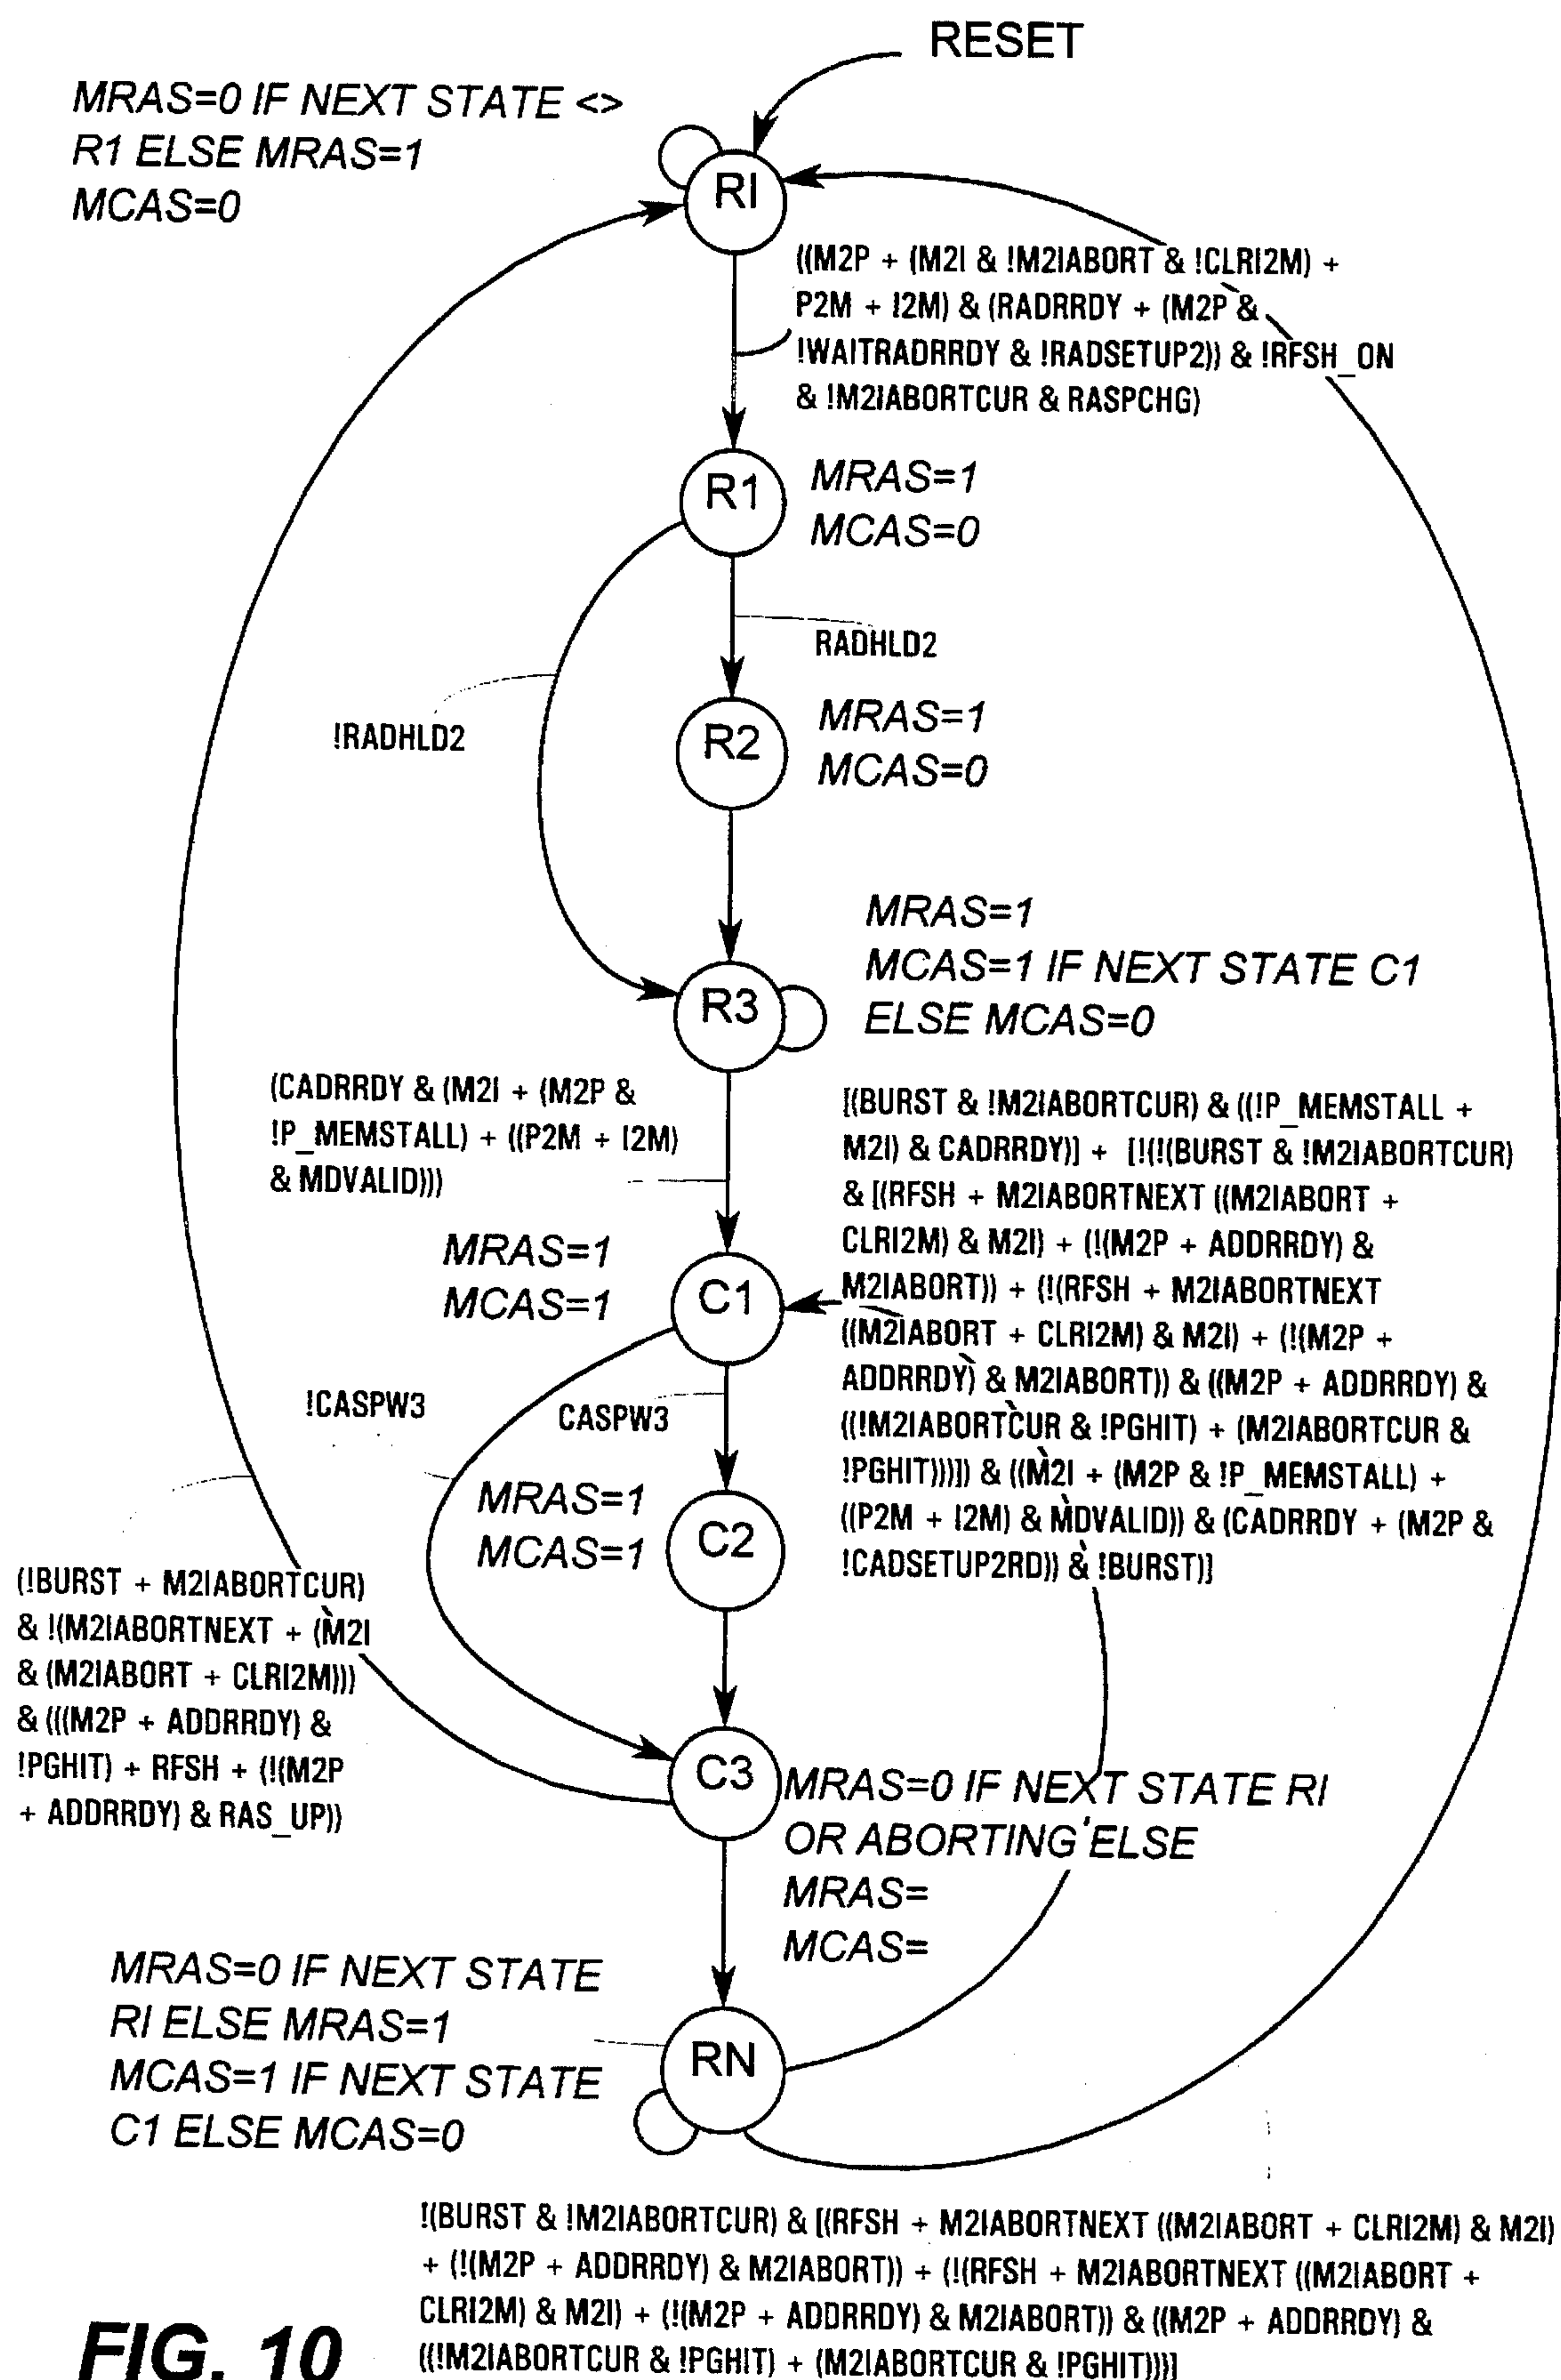 RESET
MRAS=0 IF NEXT STATE <>
R1 ELSE MRAS=1
MCAS=0
RI
((M2P + (M2I & !M2IABORT & !CLRI2M) +
P2M + I2M) & (RADRRDY + (M2P &
!WAITRADRRDY & !RADSETUP2)) & !RFSH_ON
& !M2IABORTCUR & RASPCHG)
R1
MRAS=1
MCAS=0
RADHLD2
!RADHLD2
R2
MRAS=1
MCAS=0
MRAS=1
MCAS=1 IF NEXT STATE C1
ELSE MCAS=0
R3
(CADRRDY & (M2I + (M2P &
!P_MEMSTALL) + ((P2M + I2M)
& MDVALID)))
[(BURST & !M2IABORTCUR) & ((!P_MEMSTALL +
M2I) & CADRRDY)] + [!(!(BURST & !M2IABORTCUR)
& [(RFSH + M2IABORTNEXT ((M2IABORT +
CLRI2M) & M2I) + (!(M2P + ADDRRDY) &
M2IABORT)) + (!(RFSH + M2IABORTNEXT
((M2IABORT + CLRI2M) & M2I) + (!(M2P +
ADDRRDY) & M2IABORT)) & ((M2P + ADDRRDY) &
((!M2IABORTCUR & !PGHIT) + (M2IABORTCUR &
!PGHIT)))]) & ((M2I + (M2P & !P_MEMSTALL) +
((P2M + I2M) & MDVALID)) & (CADRRDY + (M2P &
!CADSETUP2RD)) & !BURST)]
MRAS=1
MCAS=1
C1
!CASPW3
CASPW3
MRAS=1
MCAS=1
C2
(!BURST + M2IABORTCUR)
& !(M2IABORTNEXT + (M2I
& (M2IABORT + CLRI2M)))
& (((M2P + ADDRRDY) &
!PGHIT) + RFSH + (!(M2P
+ ADDRRDY) & RAS_UP))
C3
MRAS=0 IF NEXT STATE RI
OR ABORTING ELSE
MRAS=
MCAS=
MRAS=0 IF NEXT STATE
RI ELSE MRAS=1
MCAS=1 IF NEXT STATE
C1 ELSE MCAS=0
RN
!(BURST & !M2IABORTCUR) & [(RFSH + M2IABORTNEXT ((M2IABORT + CLRI2M) & M2I)
+ (!(M2P + ADDRRDY) & M2IABORT)) + (!(RFSH + M2IABORTNEXT ((M2IABORT +
CLRI2M) & M2I) + (!(M2P + ADDRRDY) & M2IABORT)) & ((M2P + ADDRRDY) &
((!M2IABORTCUR & !PGHIT) + (M2IABORTCUR & !PGHIT)))]
FIG. 10